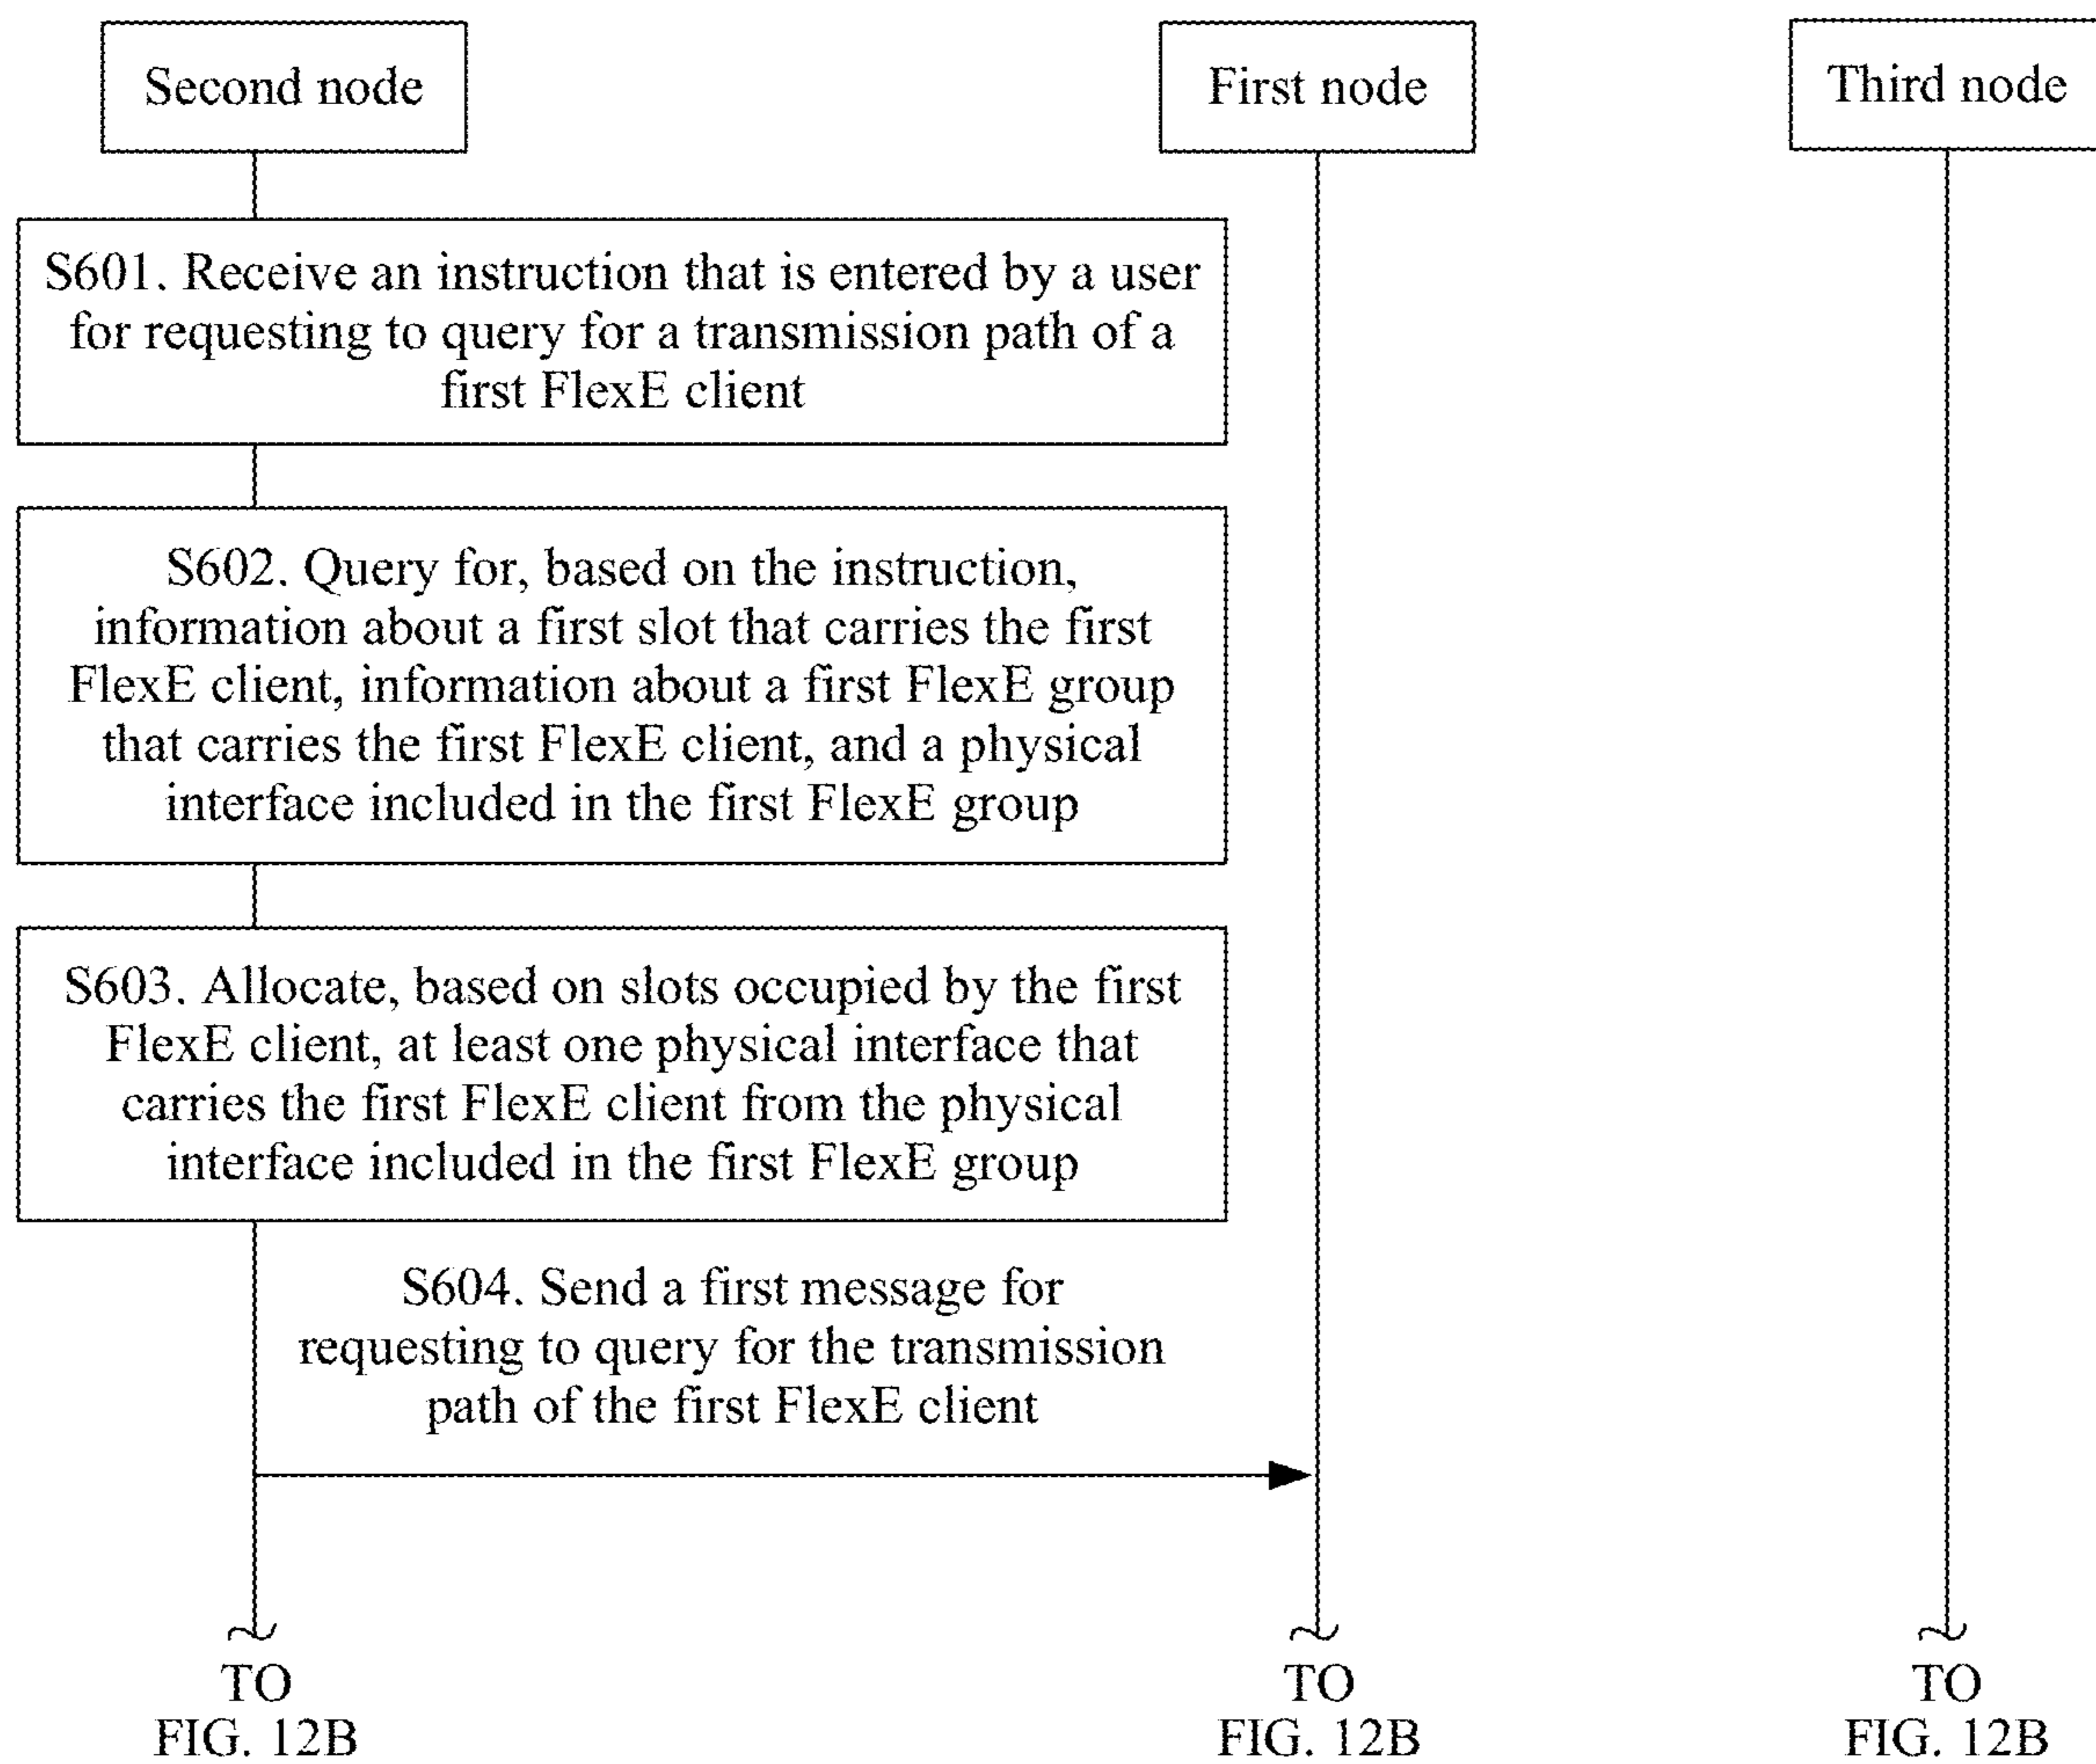 Second node
First node
Third node
S601. Receive an instruction that is entered by a user
for requesting to query for a transmission path of a
first FlexE client
S602. Query for, based on the instruction,
information about a first slot that carries the first
FlexE client, information about a first FlexE group
that carries the first FlexE client, and a physical
interface included in the first FlexE group
S603. Allocate, based on slots occupied by the first
FlexE client, at least one physical interface that
carries the first FlexE client from the physical
interface included in the first FlexE group
S604. Send a first message for
requesting to query for the transmission
path of the first FlexE client
TO
FIG. 12B
TO
FIG. 12B
TO
FIG. 12B